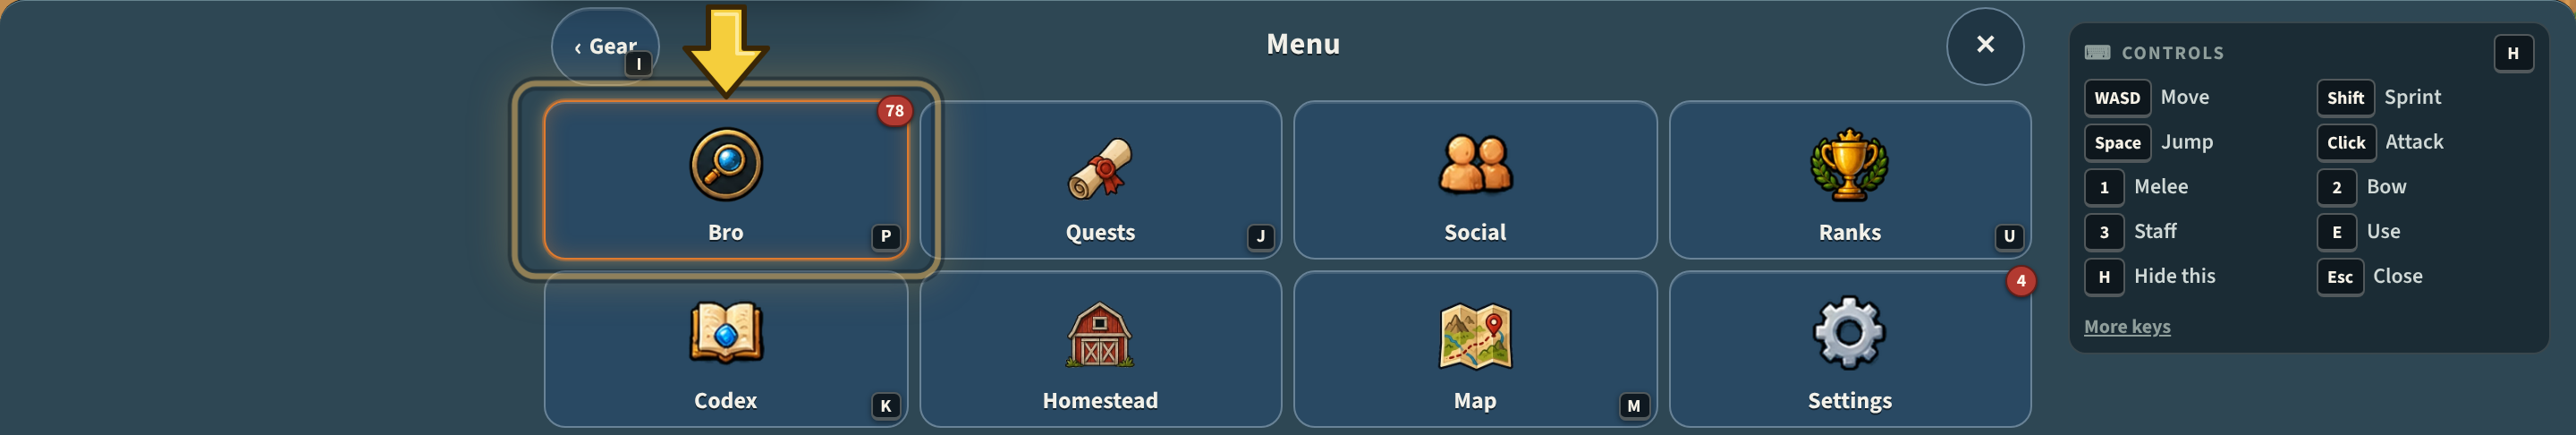 ‹ Gear
I
Menu
×
78
Bro
P
Quests
J
Social
Ranks
U
Codex
K
Homestead
Map
M
4
Settings
CONTROLS
H
WASD Move
Shift Sprint
Space Jump
Click Attack
1 Melee
2 Bow
3 Staff
E Use
H Hide this
Esc Close
More keys